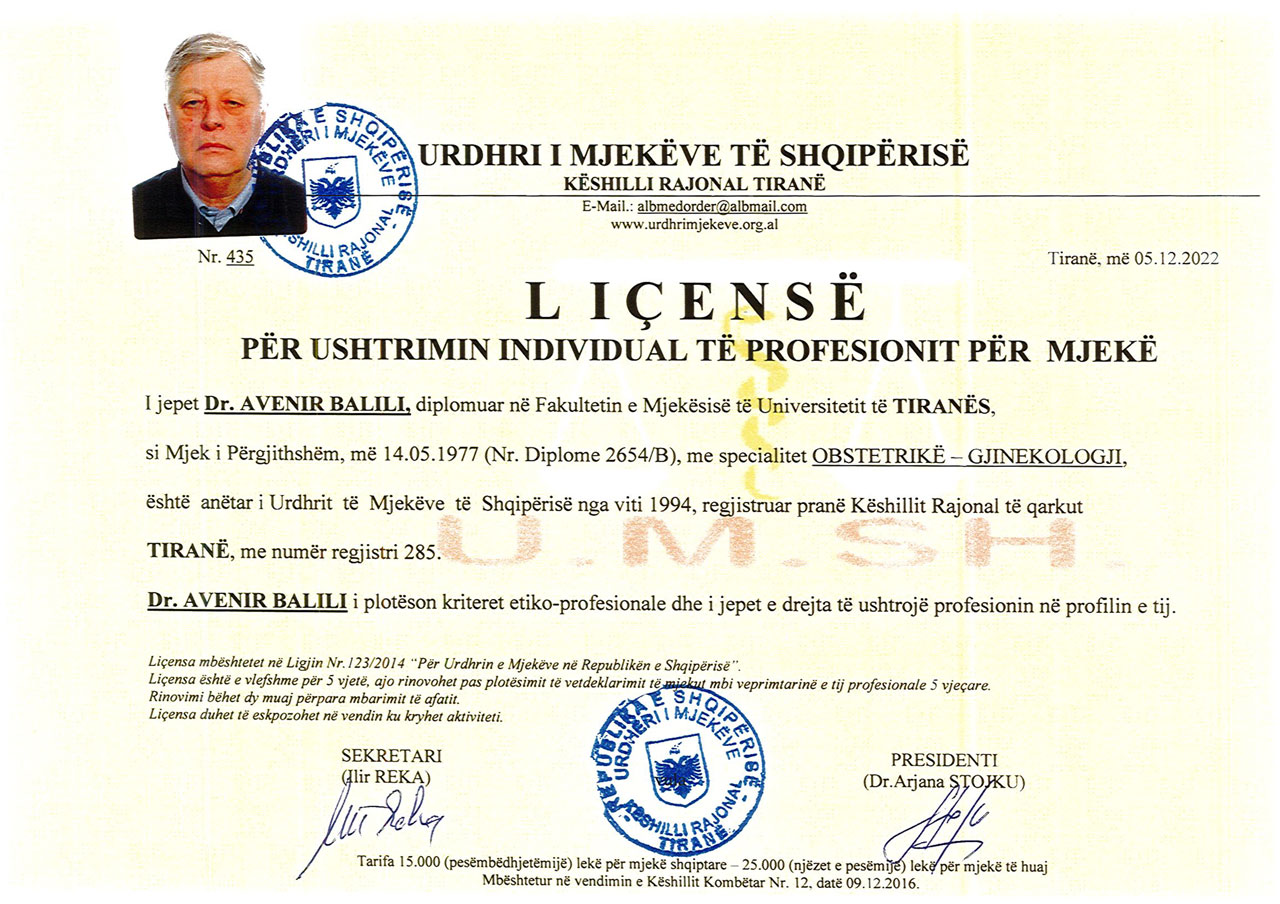 URDHRI I MJEKËVE TË SHQIPËRISË
KËSHILLI RAJONAL TIRANË
E-Mail.: albmedorder@albmail.com
www.urdhrimjekeve.org.al
REPUBLIKA E SHQIPËRISË
URDHËRI I MJEKËVE
KËSHILLI RAJONAL
TIRANË
Nr. 435
Tiranë, më 05.12.2022
LIÇENSË
PËR USHTRIMIN INDIVIDUAL TË PROFESIONIT PËR MJEKË
I jepet Dr. AVENIR BALILI, diplomuar në Fakultetin e Mjekësisë të Universitetit të TIRANËS,
si Mjek i Përgjithshëm, më 14.05.1977 (Nr. Diplome 2654/B), me specialitet OBSTETRIKË – GJINEKOLOGJI,
është anëtar i Urdhrit të Mjekëve të Shqipërisë nga viti 1994, regjistruar pranë Këshillit Rajonal të qarkut
TIRANË, me numër regjistri 285.
U.M.SH.
Dr. AVENIR BALILI i plotëson kriteret etiko-profesionale dhe i jepet e drejta të ushtrojë profesionin në profilin e tij.
Liçensa mbështetet në Ligjin Nr.123/2014 “Për Urdhrin e Mjekëve në Republikën e Shqipërisë”.
Liçensa është e vlefshme për 5 vjetë, ajo rinovohet pas plotësimit të vetdeklarimit të mjekut mbi veprimtarinë e tij profesionale 5 vjeçare.
Rinovimi bëhet dy muaj përpara mbarimit të afatit.
Liçensa duhet të eskpozohet në vendin ku kryhet aktiviteti.
SEKRETARI
(Ilir REKA)
REPUBLIKA E SHQIPËRISË
URDHËRI I MJEKËVE
KËSHILLI RAJONAL
TIRANË
PRESIDENTI
(Dr.Arjana STOJKU)
Tarifa 15.000 (pesëmbëdhjetëmijë) lekë për mjekë shqiptare – 25.000 (njëzet e pesëmijë) lekë për mjekë të huaj
Mbështetur në vendimin e Këshillit Kombëtar Nr. 12, datë 09.12.2016.